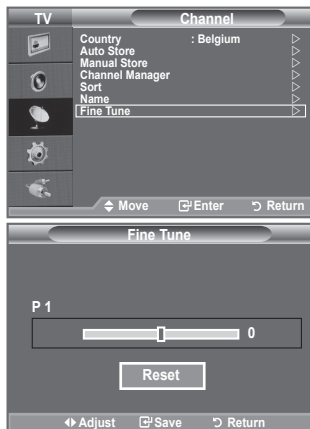 TV Channel
Country : Belgium
Auto Store
Manual Store
Channel Manager
Sort
Name
Fine Tune
Move Enter Return
Fine Tune
P 1
0
Reset
Adjust Save Return